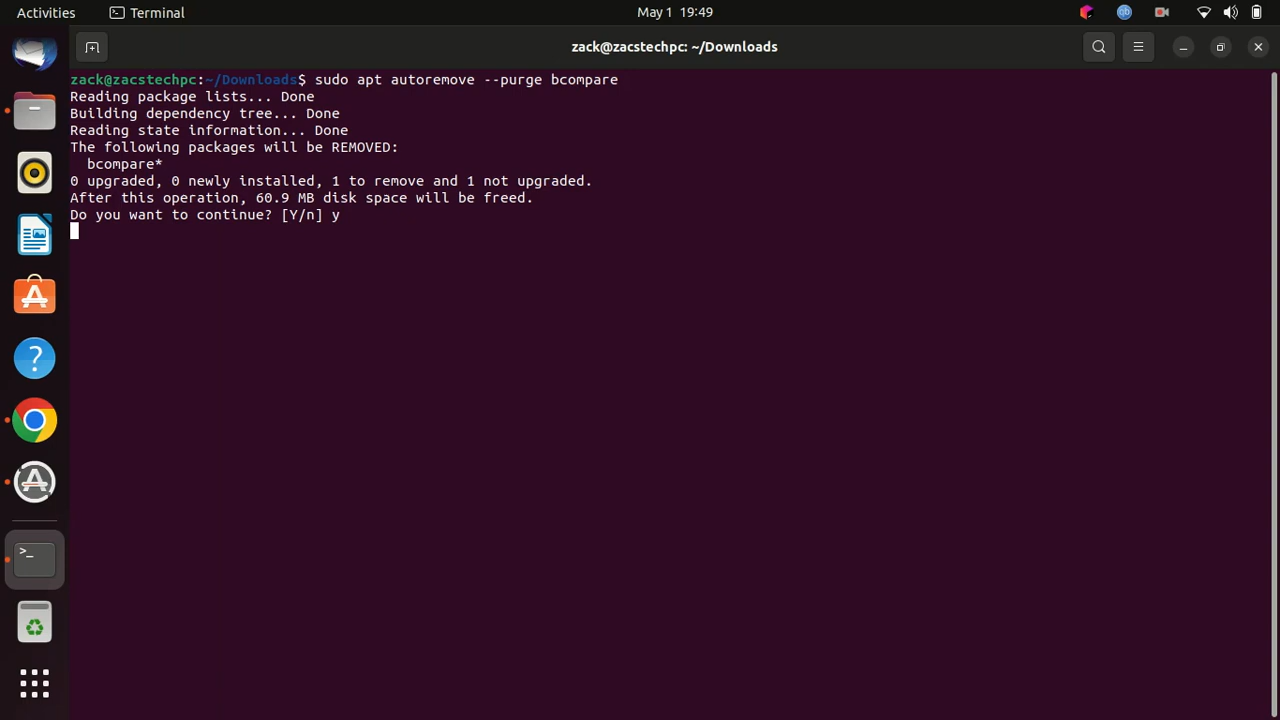 Activities Terminal May 1 19:49
zack@zacstechpc: ~/Downloads
zack@zacstechpc:~/Downloads$ sudo apt autoremove --purge bcompare
Reading package lists... Done
Building dependency tree... Done
Reading state information... Done
The following packages will be REMOVED:
  bcompare*
0 upgraded, 0 newly installed, 1 to remove and 1 not upgraded.
After this operation, 60.9 MB disk space will be freed.
Do you want to continue? [Y/n] y